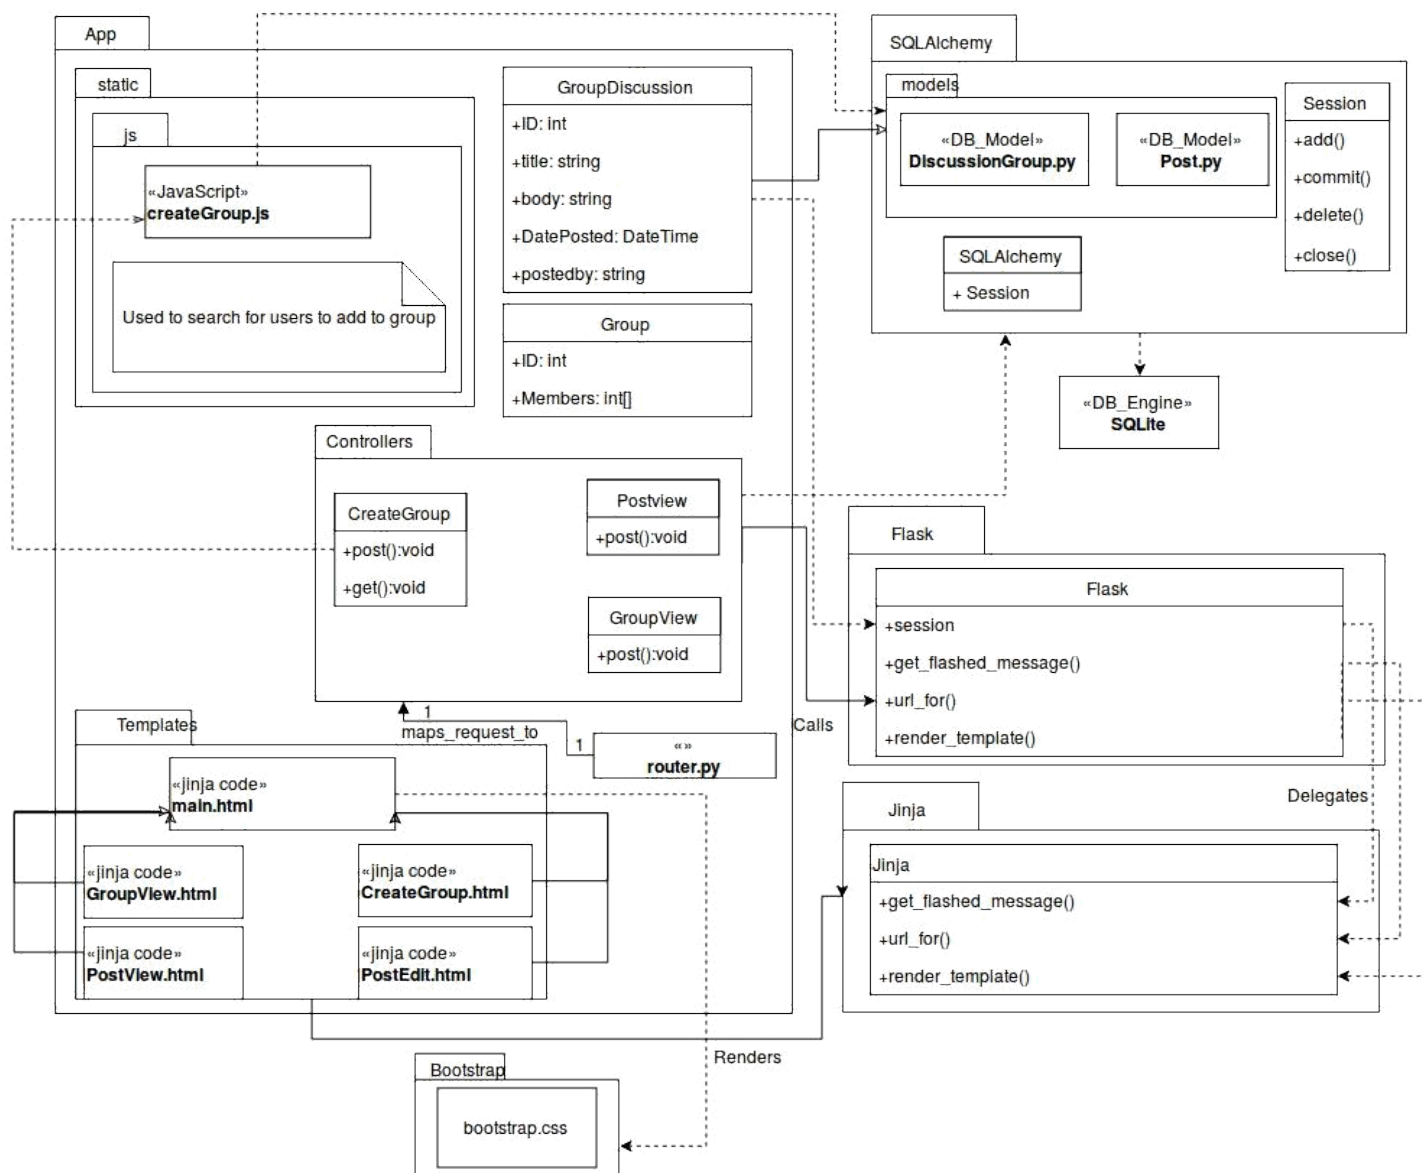 App
static
js
«JavaScript»
createGroup.js
Used to search for users to add to group
GroupDiscussion
+ID: int
+title: string
+body: string
+DatePosted: DateTime
+postedby: string
Group
+ID: int
+Members: int[]
SQLAlchemy
models
«DB_Model»
DiscussionGroup.py
«DB_Model»
Post.py
Session
+add()
+commit()
+delete()
+close()
SQLAlchemy
+ Session
«DB_Engine»
SQLite
Controllers
CreateGroup
+post():void
+get():void
Postview
+post():void
GroupView
+post():void
1
maps_request_to
1
«»
router.py
Calls
Flask
Flask
+session
+get_flashed_message()
+url_for()
+render_template()
Delegates
Templates
«jinja code»
main.html
«jinja code»
GroupView.html
«jinja code»
CreateGroup.html
«jinja code»
PostView.html
«jinja code»
PostEdit.html
Jinja
Jinja
+get_flashed_message()
+url_for()
+render_template()
Renders
Bootstrap
bootstrap.css